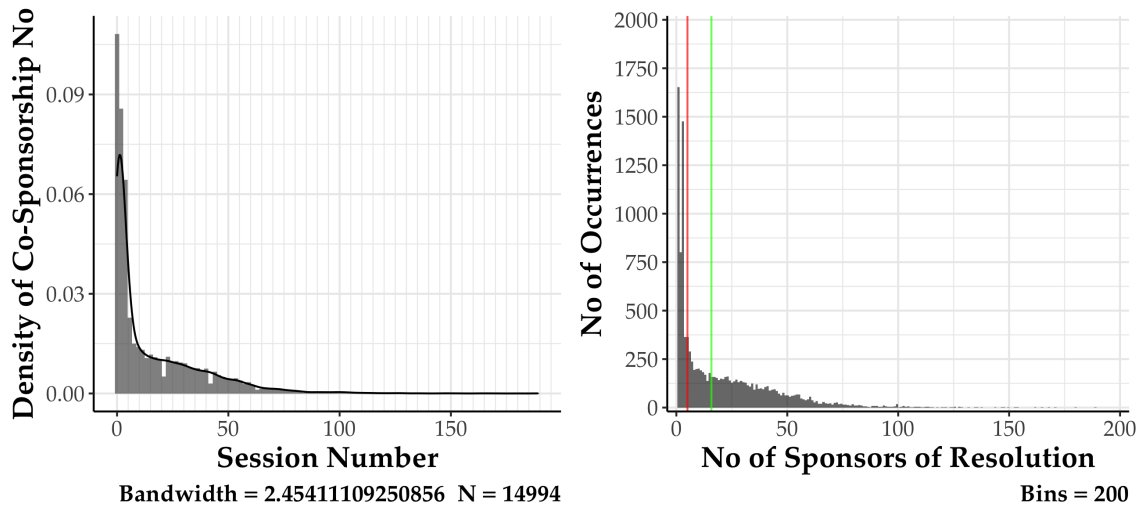 Density of Co-Sponsorship No
0.09
0.06
0.03
0.00
0 50 100 150
Session Number
Bandwidth = 2.45411109250856 N = 14994
No of Occurrences
2000
1750
1500
1250
1000
750
500
250
0
0 50 100 150 200
No of Sponsors of Resolution
Bins = 200